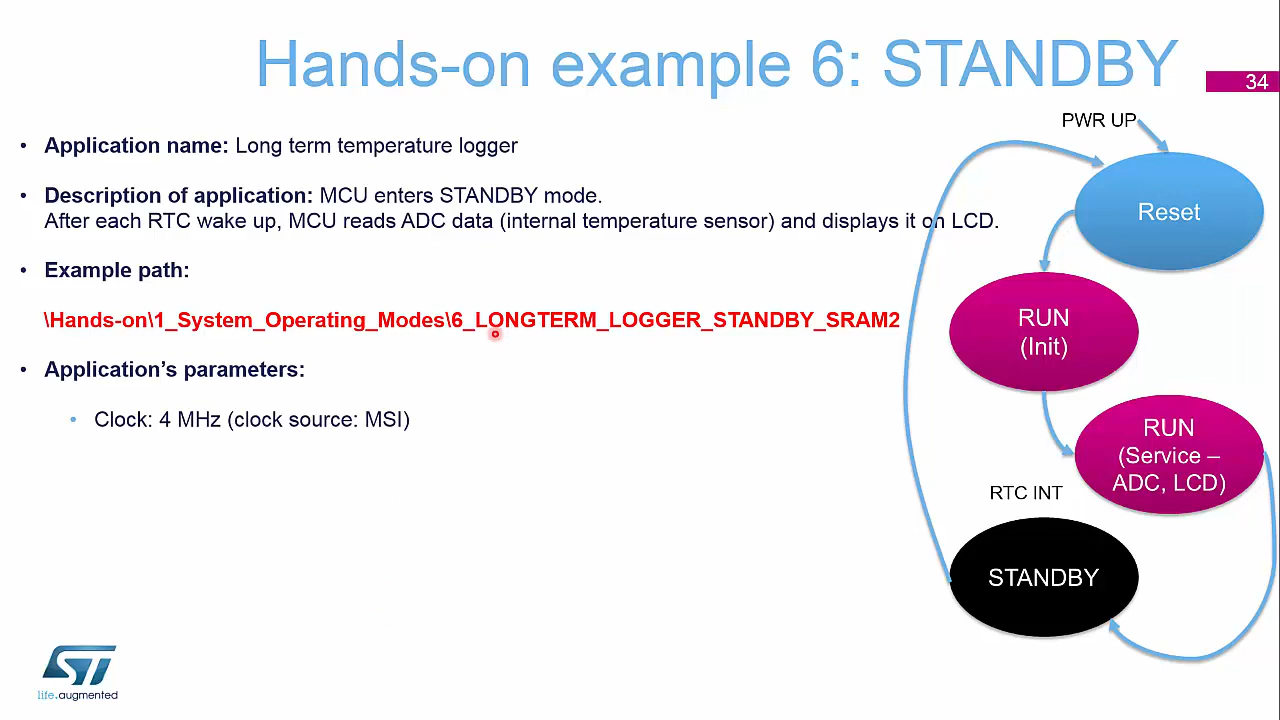 Hands-on example 6: STANDBY
34
• Application name: Long term temperature logger
• Description of application: MCU enters STANDBY mode.
After each RTC wake up, MCU reads ADC data (internal temperature sensor) and displays it on LCD.
• Example path:
\Hands-on\1_System_Operating_Modes\6_LONGTERM_LOGGER_STANDBY_SRAM2
• Application’s parameters:
• Clock: 4 MHz (clock source: MSI)
PWR UP
Reset
RUN
(Init)
RUN
(Service –
ADC, LCD)
RTC INT
STANDBY
ST
life.augmented